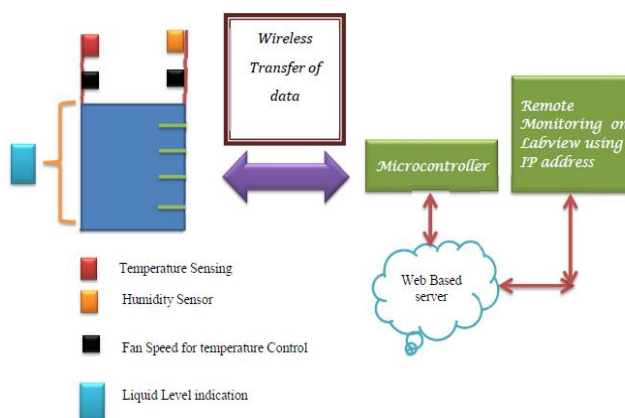 Wireless
Transfer of
data
Microcontroller
Remote
Monitoring on
Labview using
IP address
Web Based
server
Temperature Sensing
Humidity Sensor
Fan Speed for temperature Control
Liquid Level indication